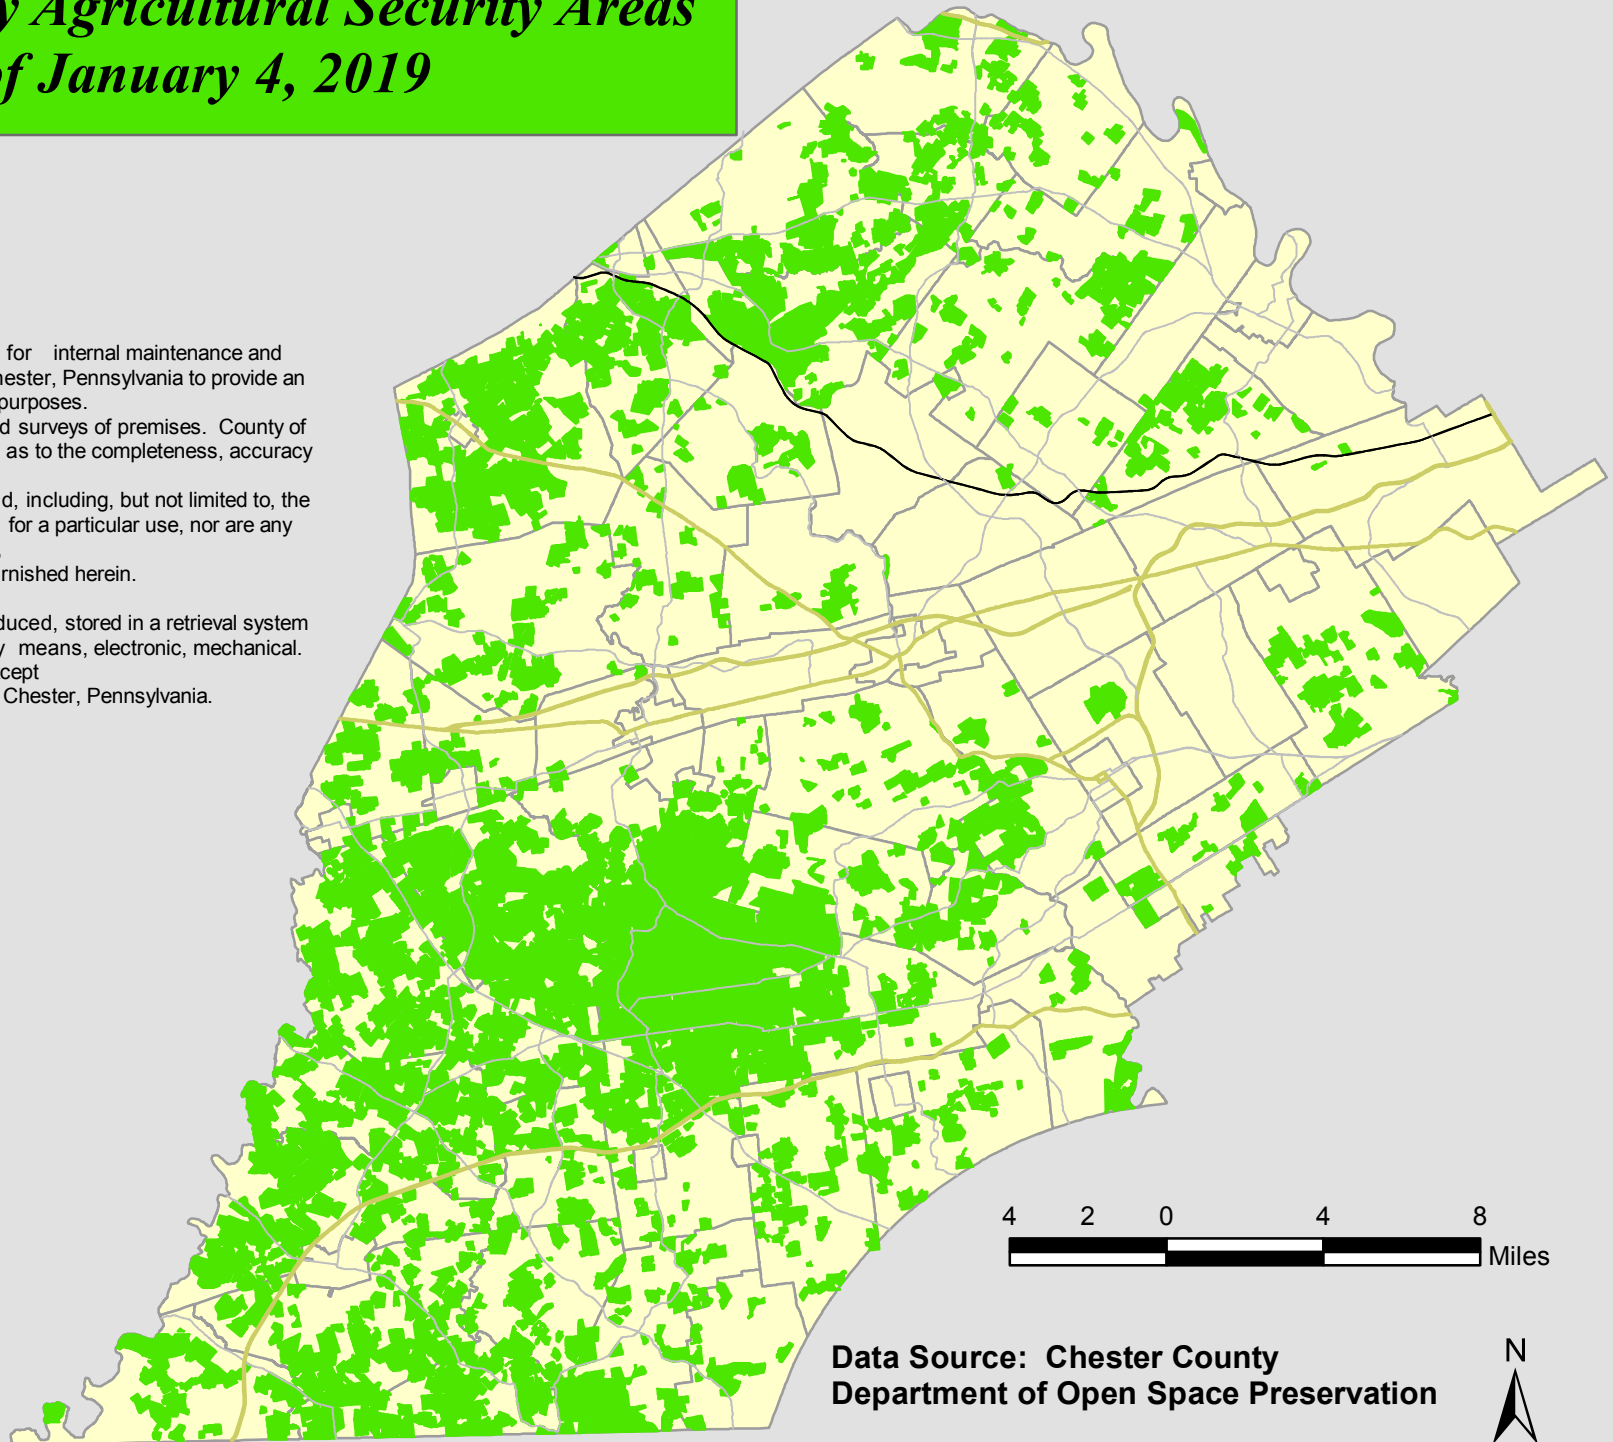 y Agricultural Security Areas
of January 4, 2019
for internal maintenance and
hester, Pennsylvania to provide an
purposes.
d surveys of premises. County of
as to the completeness, accuracy
d, including, but not limited to, the
for a particular use, nor are any
rnished herein.
duced, stored in a retrieval system
y means, electronic, mechanical.
cept
Chester, Pennsylvania.
4 2 0 4 8
Miles
Data Source: Chester County
Department of Open Space Preservation
N